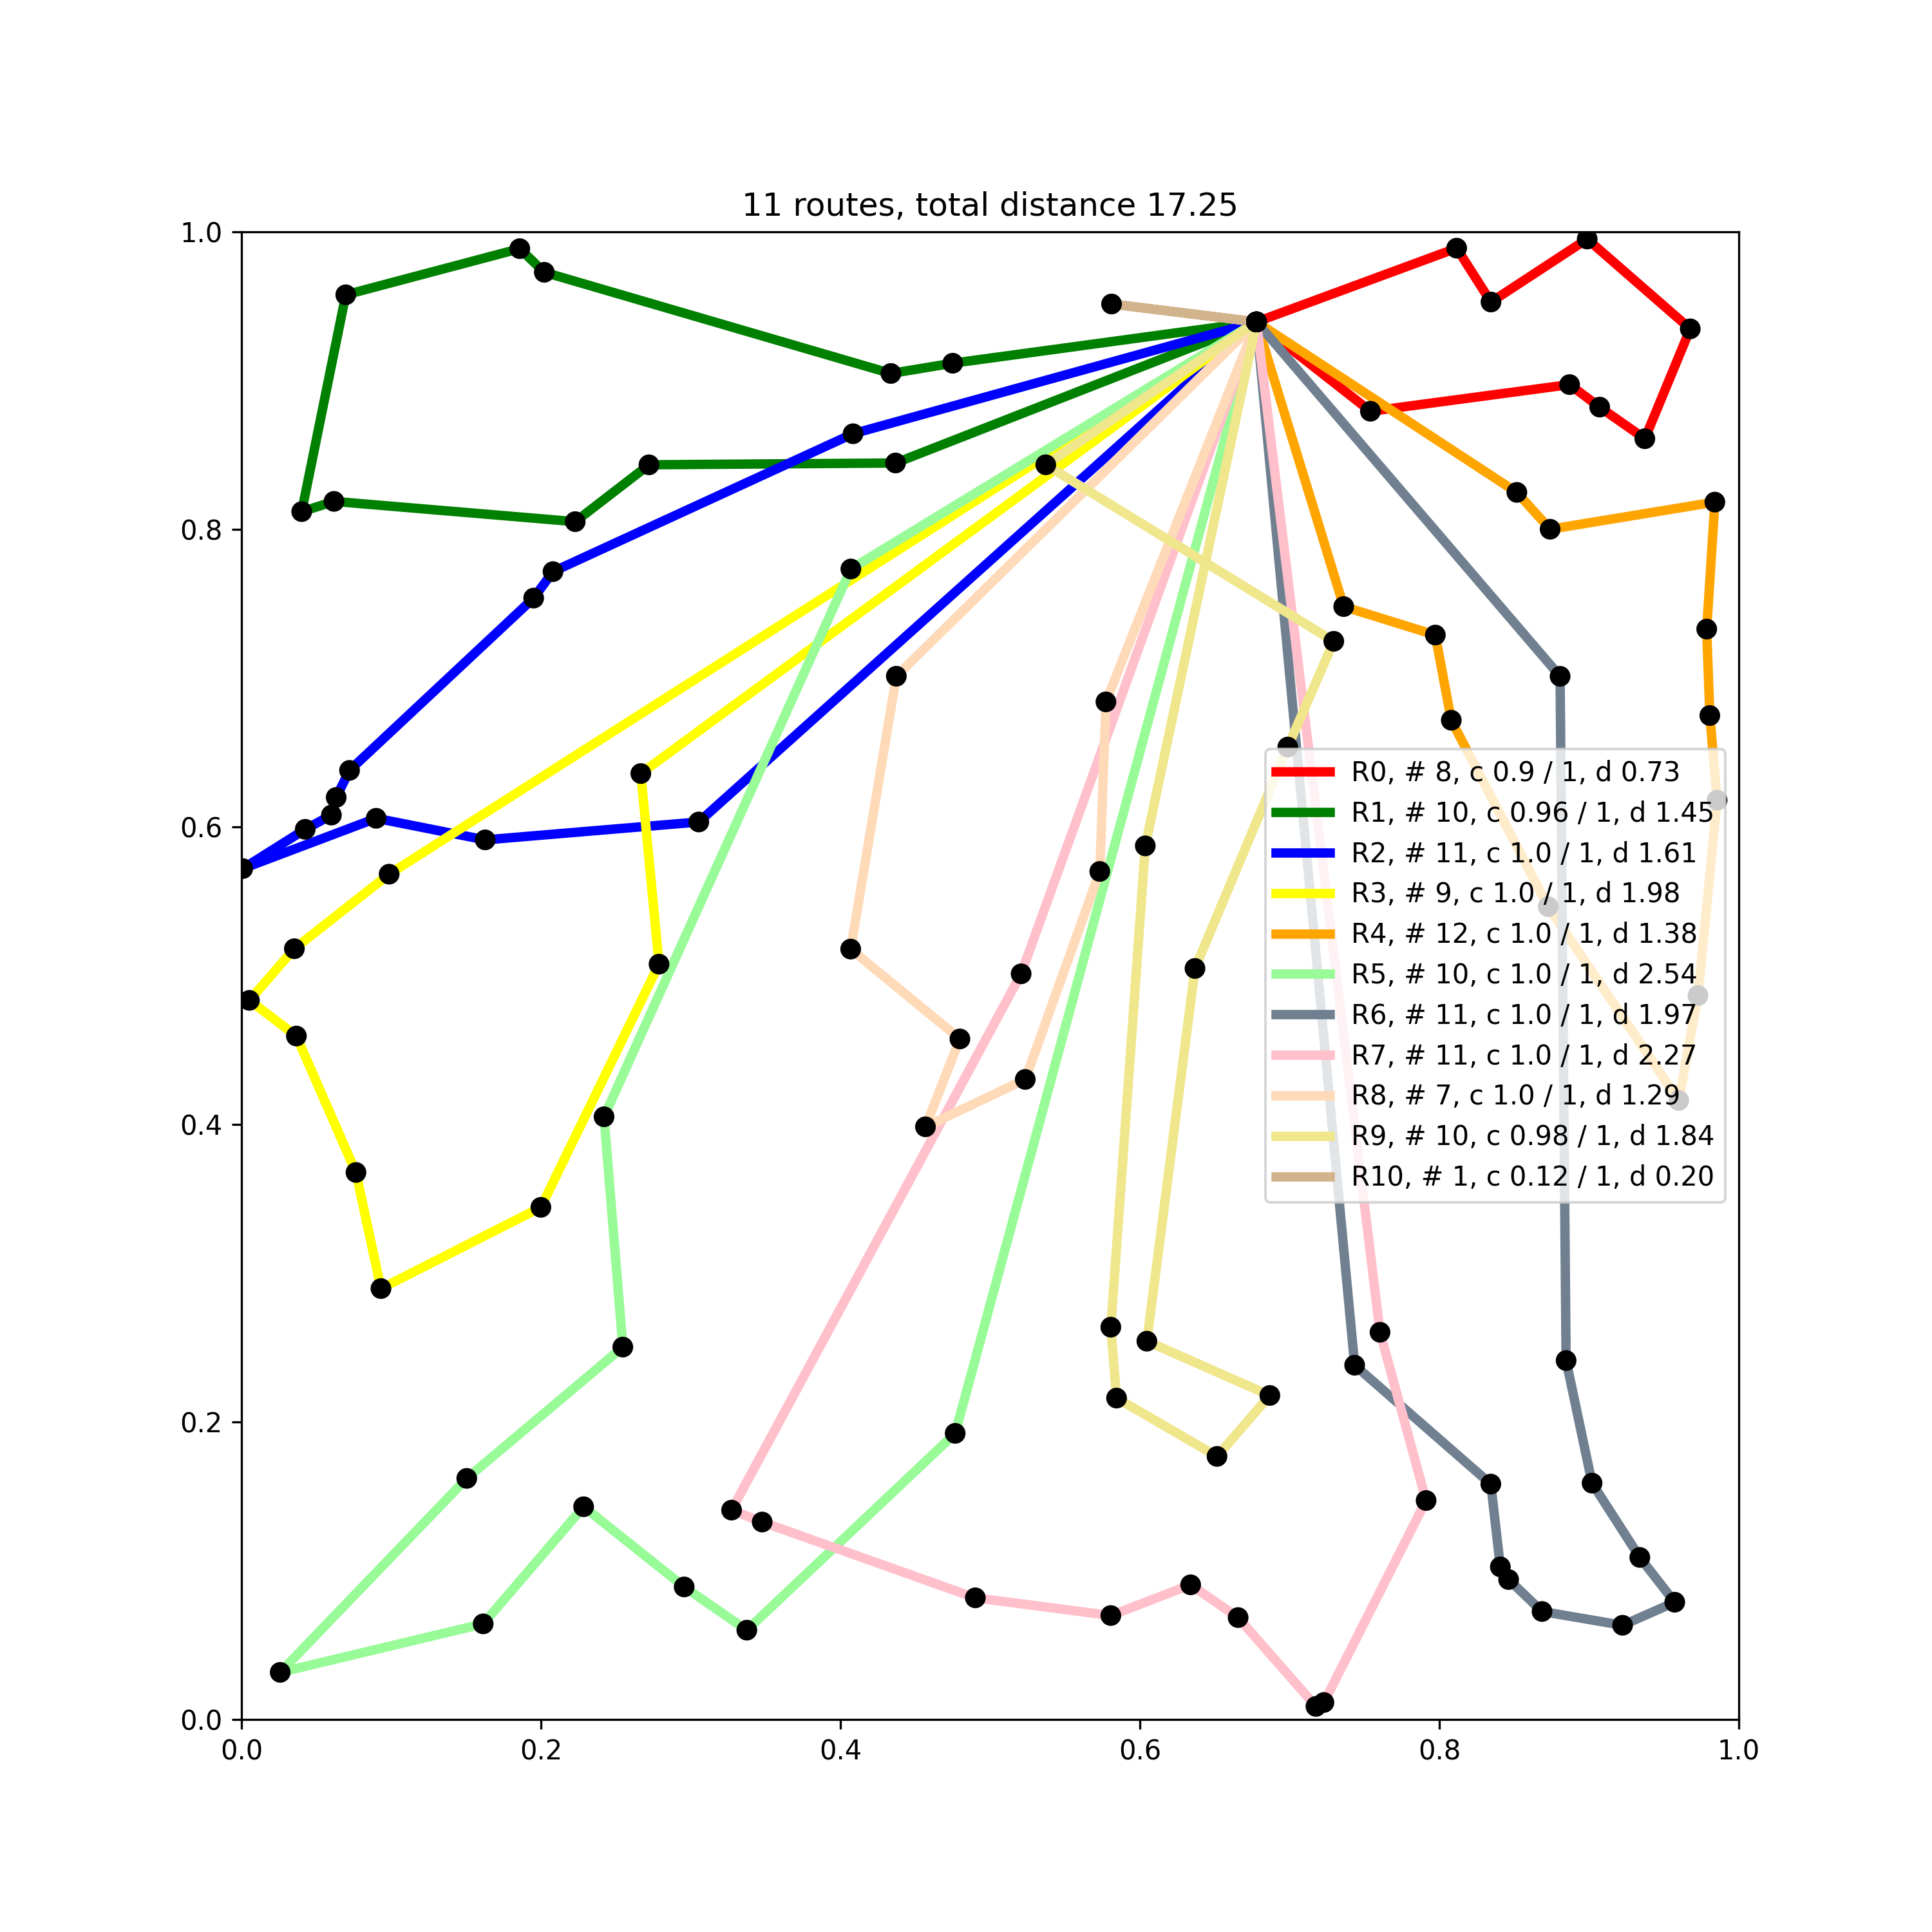 11 routes, total distance 17.25
1.0
0.8
0.6
0.4
0.2
0.0
R0, # 8, c 0.9 / 1, d 0.73
R1, # 10, c 0.96 / 1, d 1.45
R2, # 11, c 1.0 / 1, d 1.61
R3, # 9, c 1.0 / 1, d 1.98
R4, # 12, c 1.0 / 1, d 1.38
R5, # 10, c 1.0 / 1, d 2.54
R6, # 11, c 1.0 / 1, d 1.97
R7, # 11, c 1.0 / 1, d 2.27
R8, # 7, c 1.0 / 1, d 1.29
R9, # 10, c 0.98 / 1, d 1.84
R10, # 1, c 0.12 / 1, d 0.20
0.0 0.2 0.4 0.6 0.8 1.0